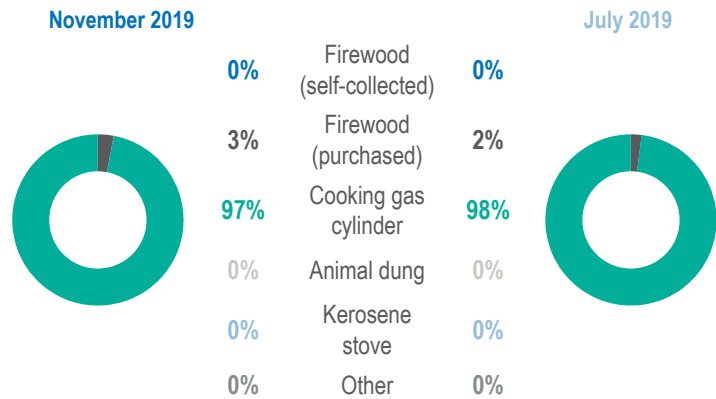 November 2019
July 2019
0%
Firewood
(self-collected)
0%
3%
Firewood
(purchased)
2%
97%
Cooking gas
cylinder
98%
0%
Animal dung
0%
0%
Kerosene
stove
0%
0%
Other
0%